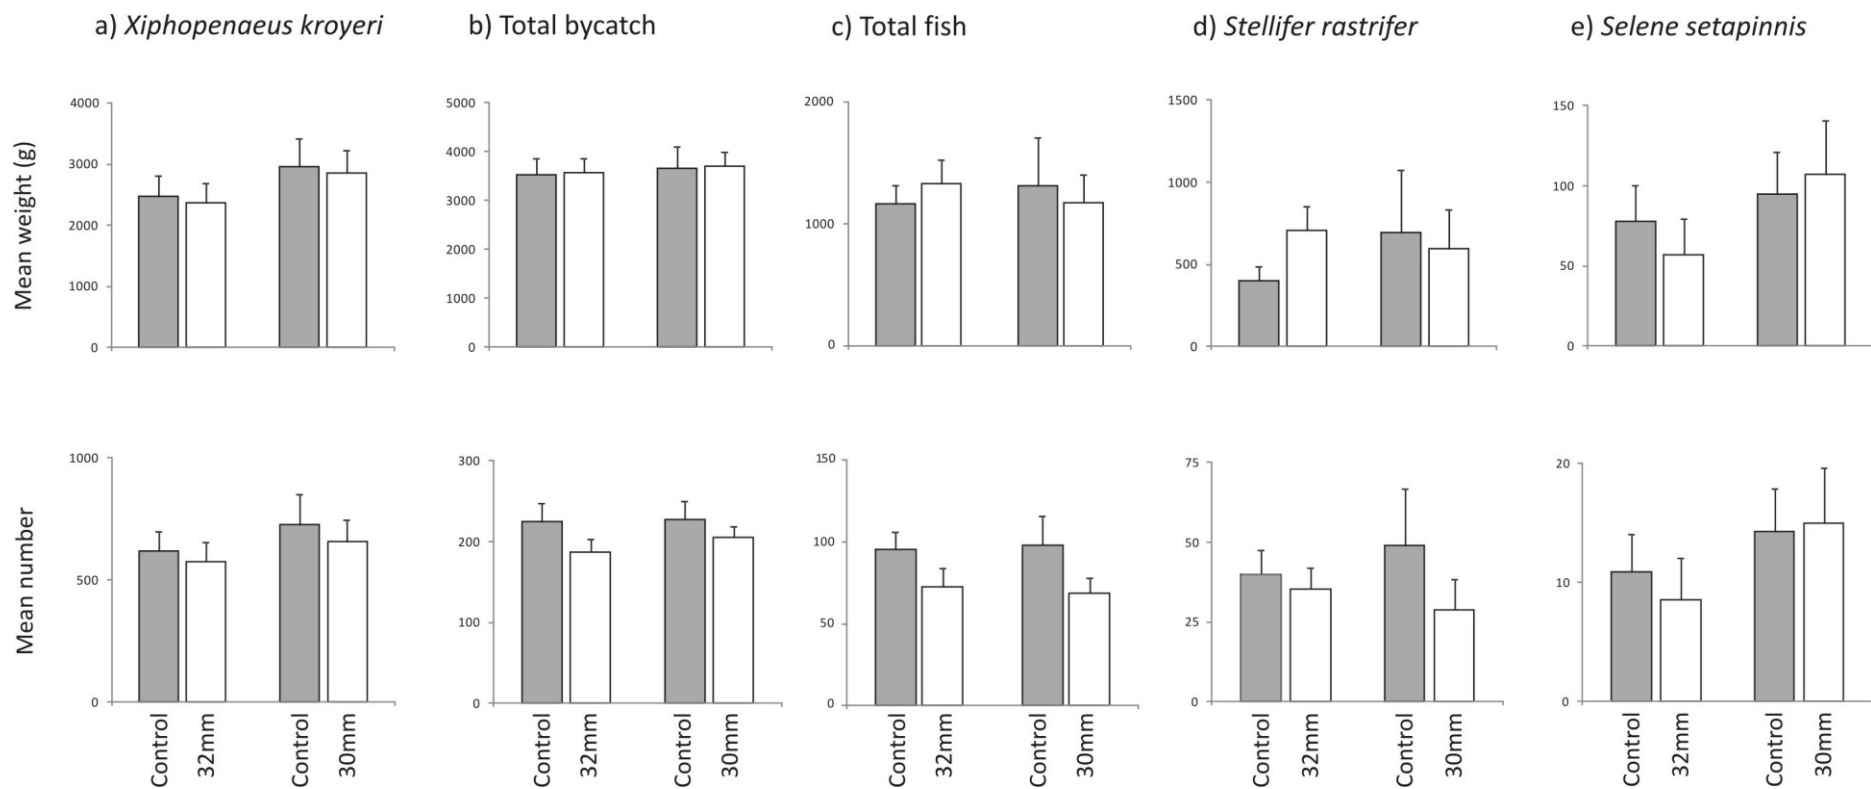 a) Xiphopenaeus kroyeri
b) Total bycatch
c) Total fish
d) Stellifer rastrifer
e) Selene setapinnis
Mean weight (g)
4000
3000
2000
1000
0
5000
4000
3000
2000
1000
0
2000
1000
0
1500
1000
500
0
150
100
50
0
Mean number
1000
500
0
300
200
100
0
150
100
50
0
75
50
25
0
20
10
0
Control
32mm
Control
30mm
Control
32mm
Control
30mm
Control
32mm
Control
30mm
Control
32mm
Control
30mm
Control
32mm
Control
30mm